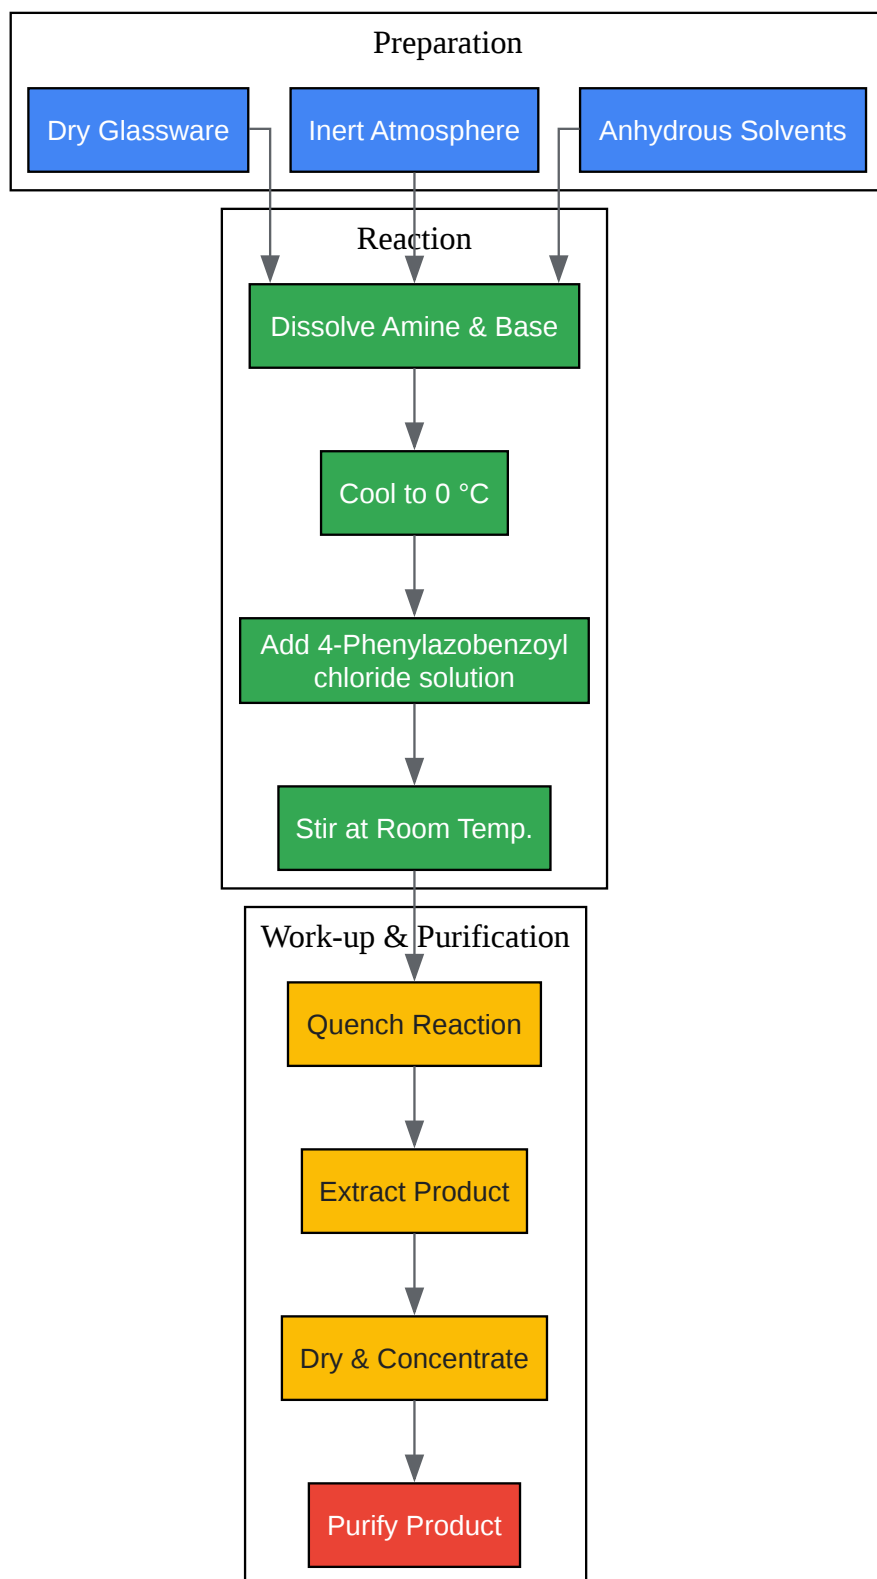 Preparation
Dry Glassware
Inert Atmosphere
Anhydrous Solvents
Reaction
Dissolve Amine & Base
Cool to 0 °C
Add 4-Phenylazobenzoyl
chloride solution
Stir at Room Temp.
Work-up & Purification
Quench Reaction
Extract Product
Dry & Concentrate
Purify Product